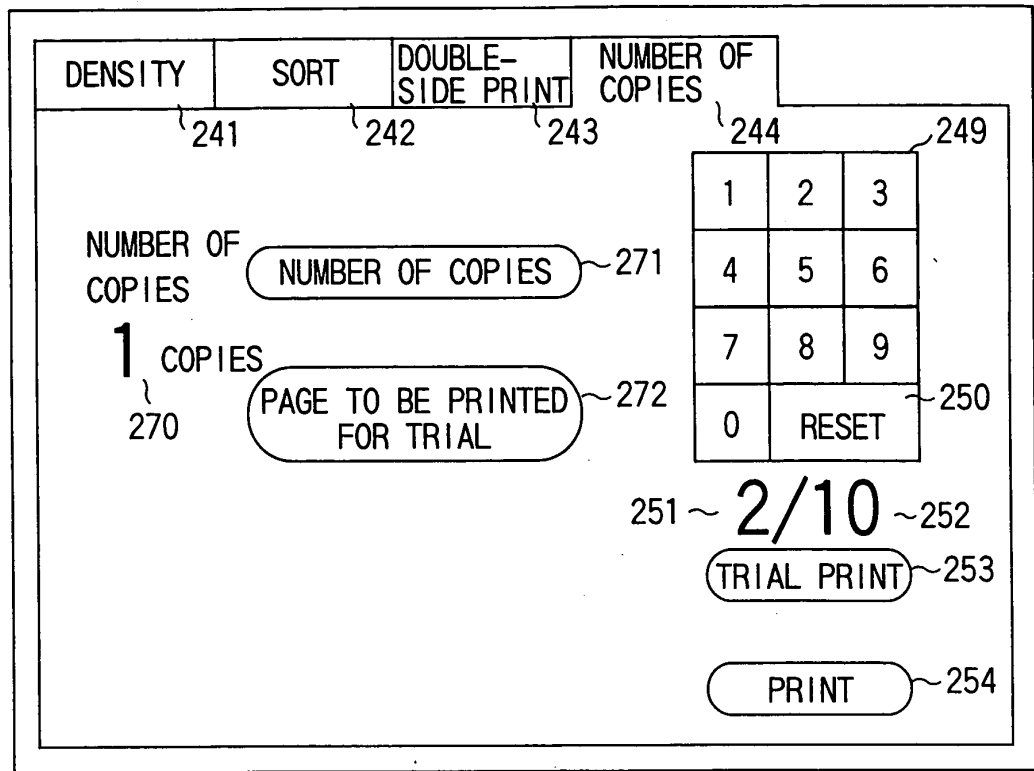 DENSITY
SORT
DOUBLE-
SIDE PRINT
NUMBER OF
COPIES
241
242
243
244
249
1 2 3
NUMBER OF
COPIES
NUMBER OF COPIES
271
4 5 6
1 COPIES
270
7 8 9
PAGE TO BE PRINTED
FOR TRIAL
272
0 RESET
250
251 2/10 252
TRIAL PRINT
253
PRINT
254